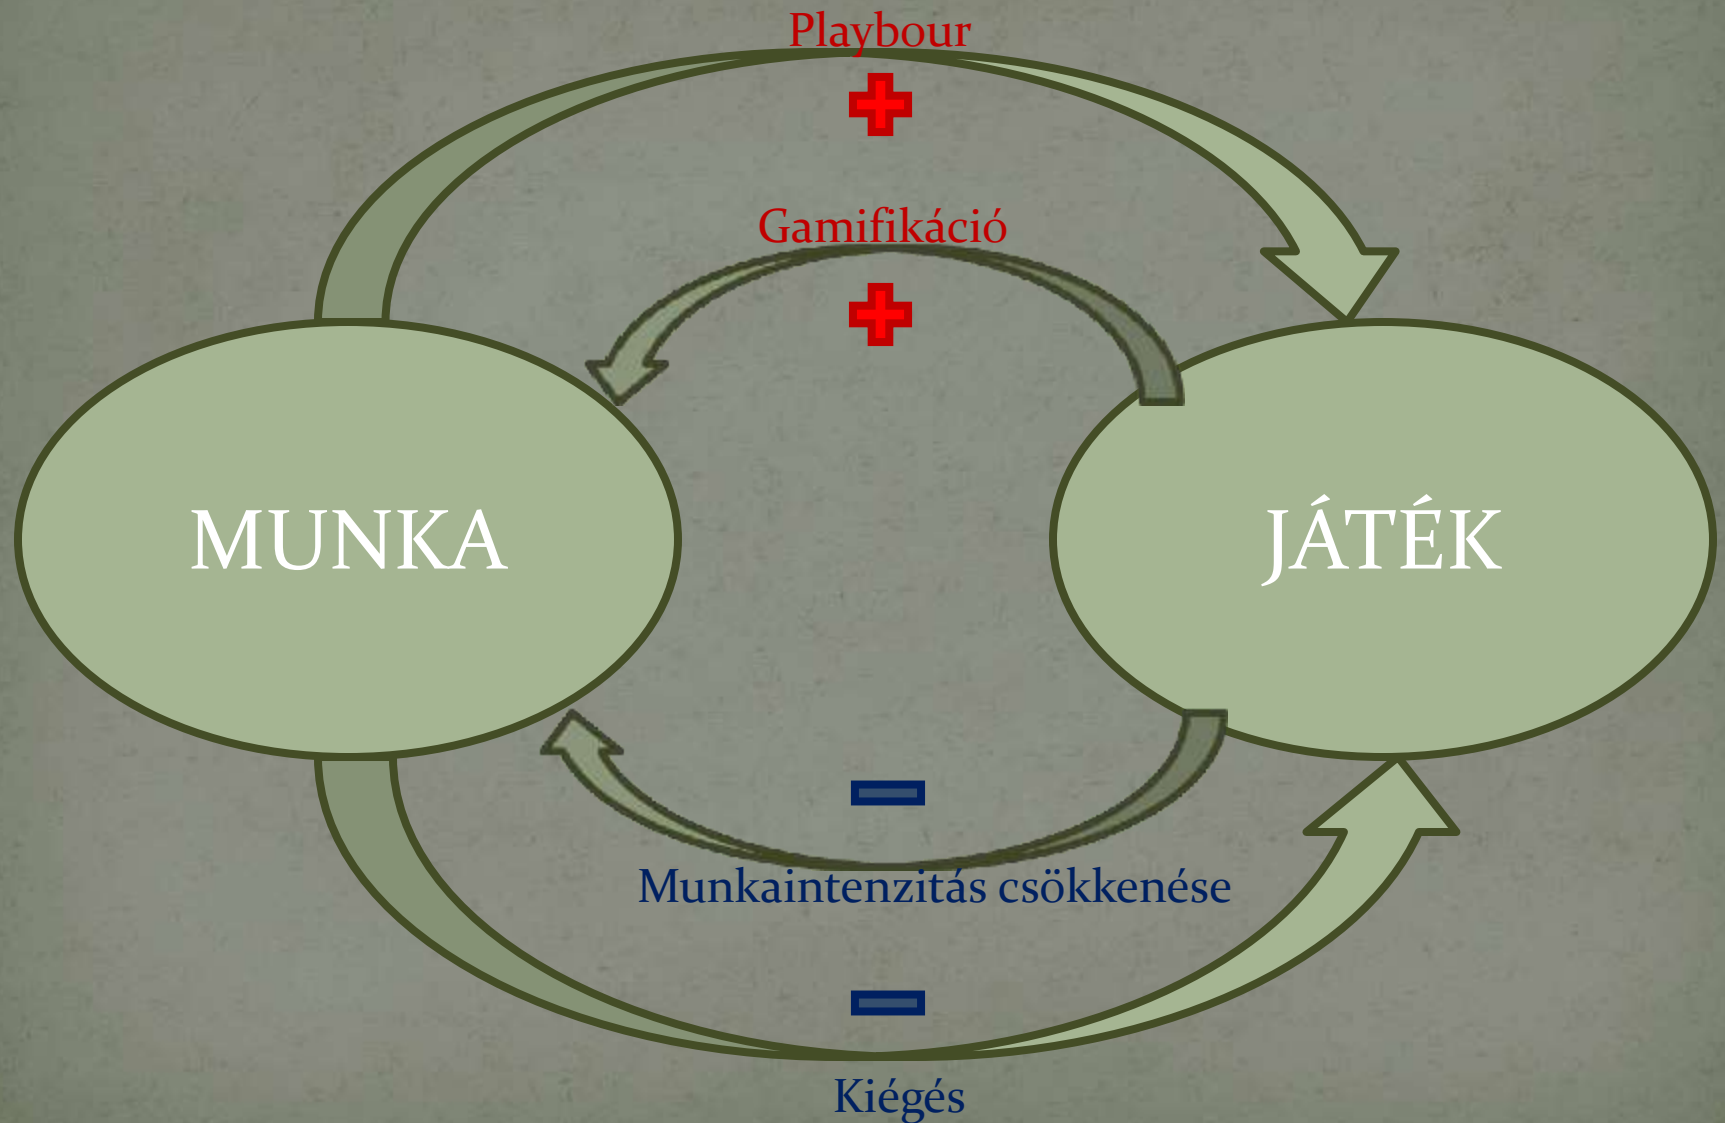 Playbour
Gamifikáció
MUNKA
JÁTÉK
Munkaintenzitás csökkenése
Kiégés